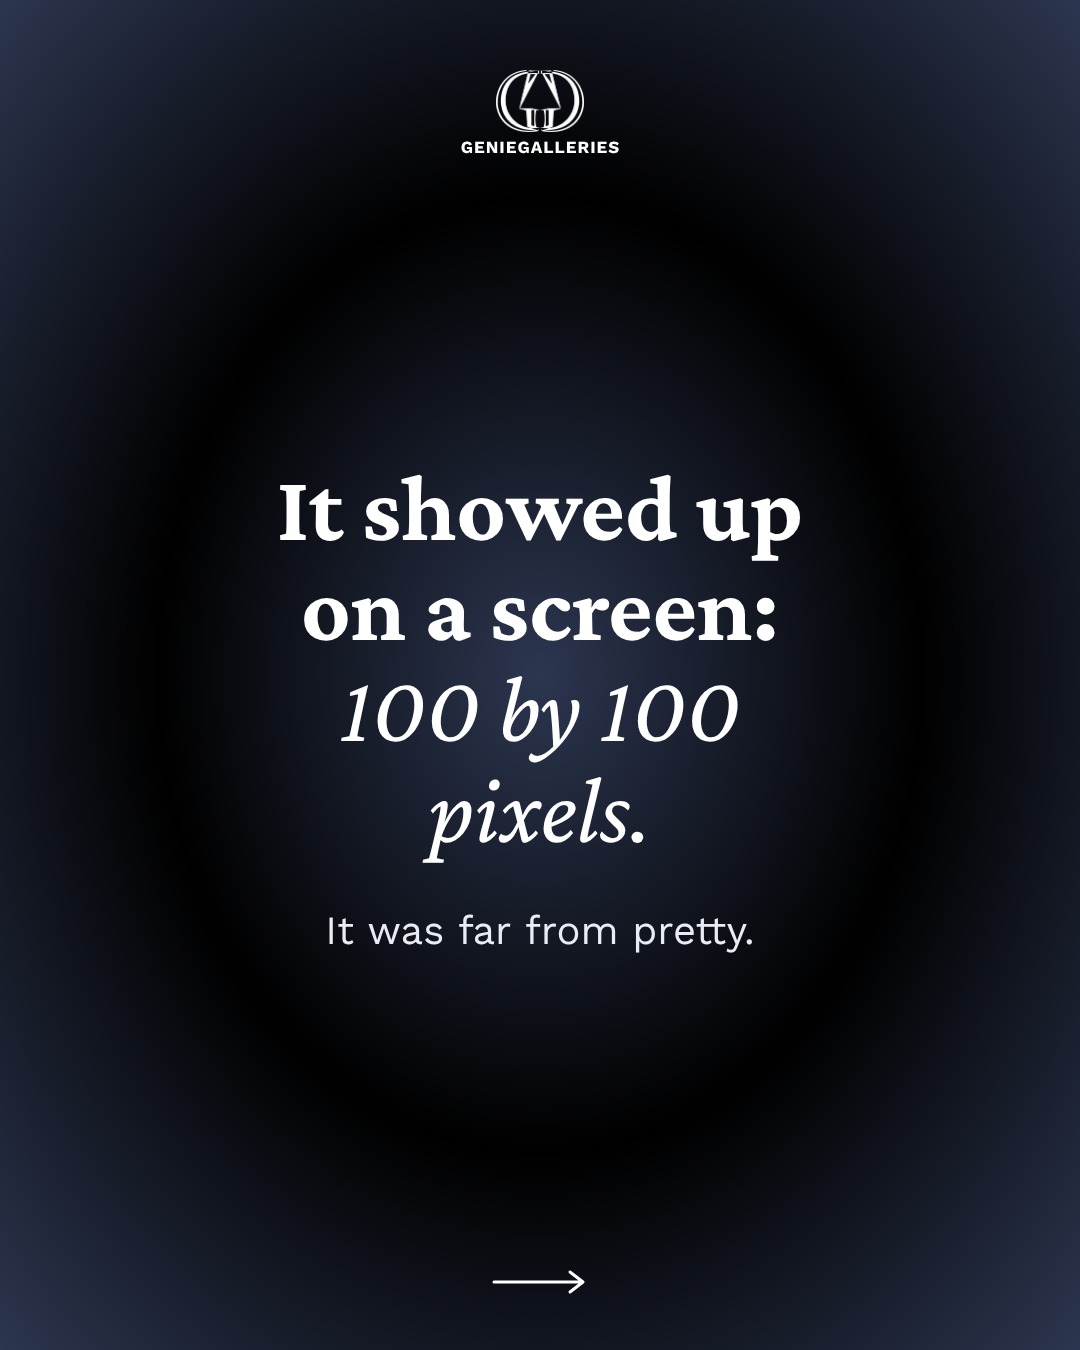 GENIEGALLERIES
It showed up
on a screen:
100 by 100
pixels.
It was far from pretty.